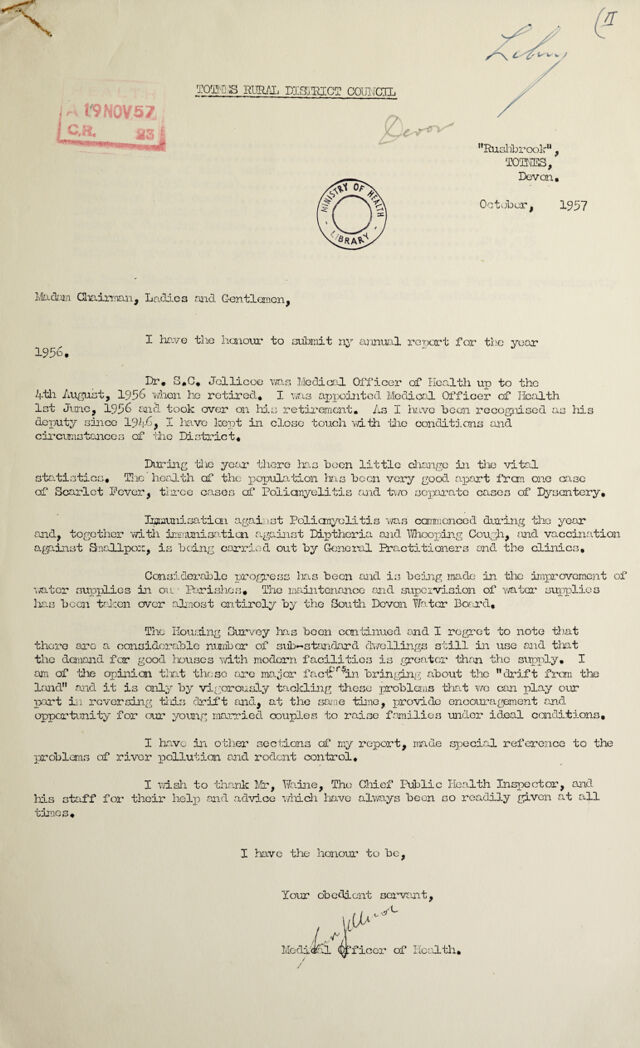 (II
Libry
TOTNES RURAL DISTRICT COUNCIL
HEALTH
A 19 NOV 57
C.R. 23
Devon
"Rushbrook",
TOTNES,
Devon.
MINISTRY OF HEALTH
LIBRARY
October, 1957
Madam Chairman, Ladies and Gentlemen,
I have the honour to submit my annual report for the year
1956.
Dr. S.C. Jellicoe was Medical Officer of Health up to the
4th August, 1956 when he retired. I was appointed Medical Officer of Health
1st June, 1956 and took over on his retirement. As I have been recognised as his
deputy since 1946, I have kept in close touch with the conditions and
circumstances of the District.
During the year there has been little change in the vital
statistics. The health of the population has been very good apart from one case
of Scarlet Fever, three cases of Poliomyelitis and two separate cases of Dysentery.
Immunisation against Poliomyelitis was commenced during the year
and, together with immunisation against Diptheria and Whooping Cough, and vaccination
against Smallpox, is being carried out by General Practitioners and the clinics.
Considerable progress has been and is being made in the improvement of
water supplies in our Parishes. The maintenance and supervision of water supplies
has been taken over almost entirely by the South Devon Water Board.
The Housing Survey has been continued and I regret to note that
there are a considerable number of sub-standard dwellings still in use and that
the demand for good houses with modern facilities is greater than the supply. I
am of the opinion that these are major factors in bringing about the "drift from the
land" and it is only by vigorously tackling these problems that we can play our
part in reversing this drift and, at the same time, provide encouragement and
opportunity for our young married couples to raise families under ideal conditions.
I have in other sections of my report, made special reference to the
problems of river pollution and rodent control.
I wish to thank Mr, Waine, The Chief Public Health Inspector, and
his staff for their help and advice which have always been so readily given at all
times.
I have the honour to be,
Your obedient servant,
Medical Officer of Health.